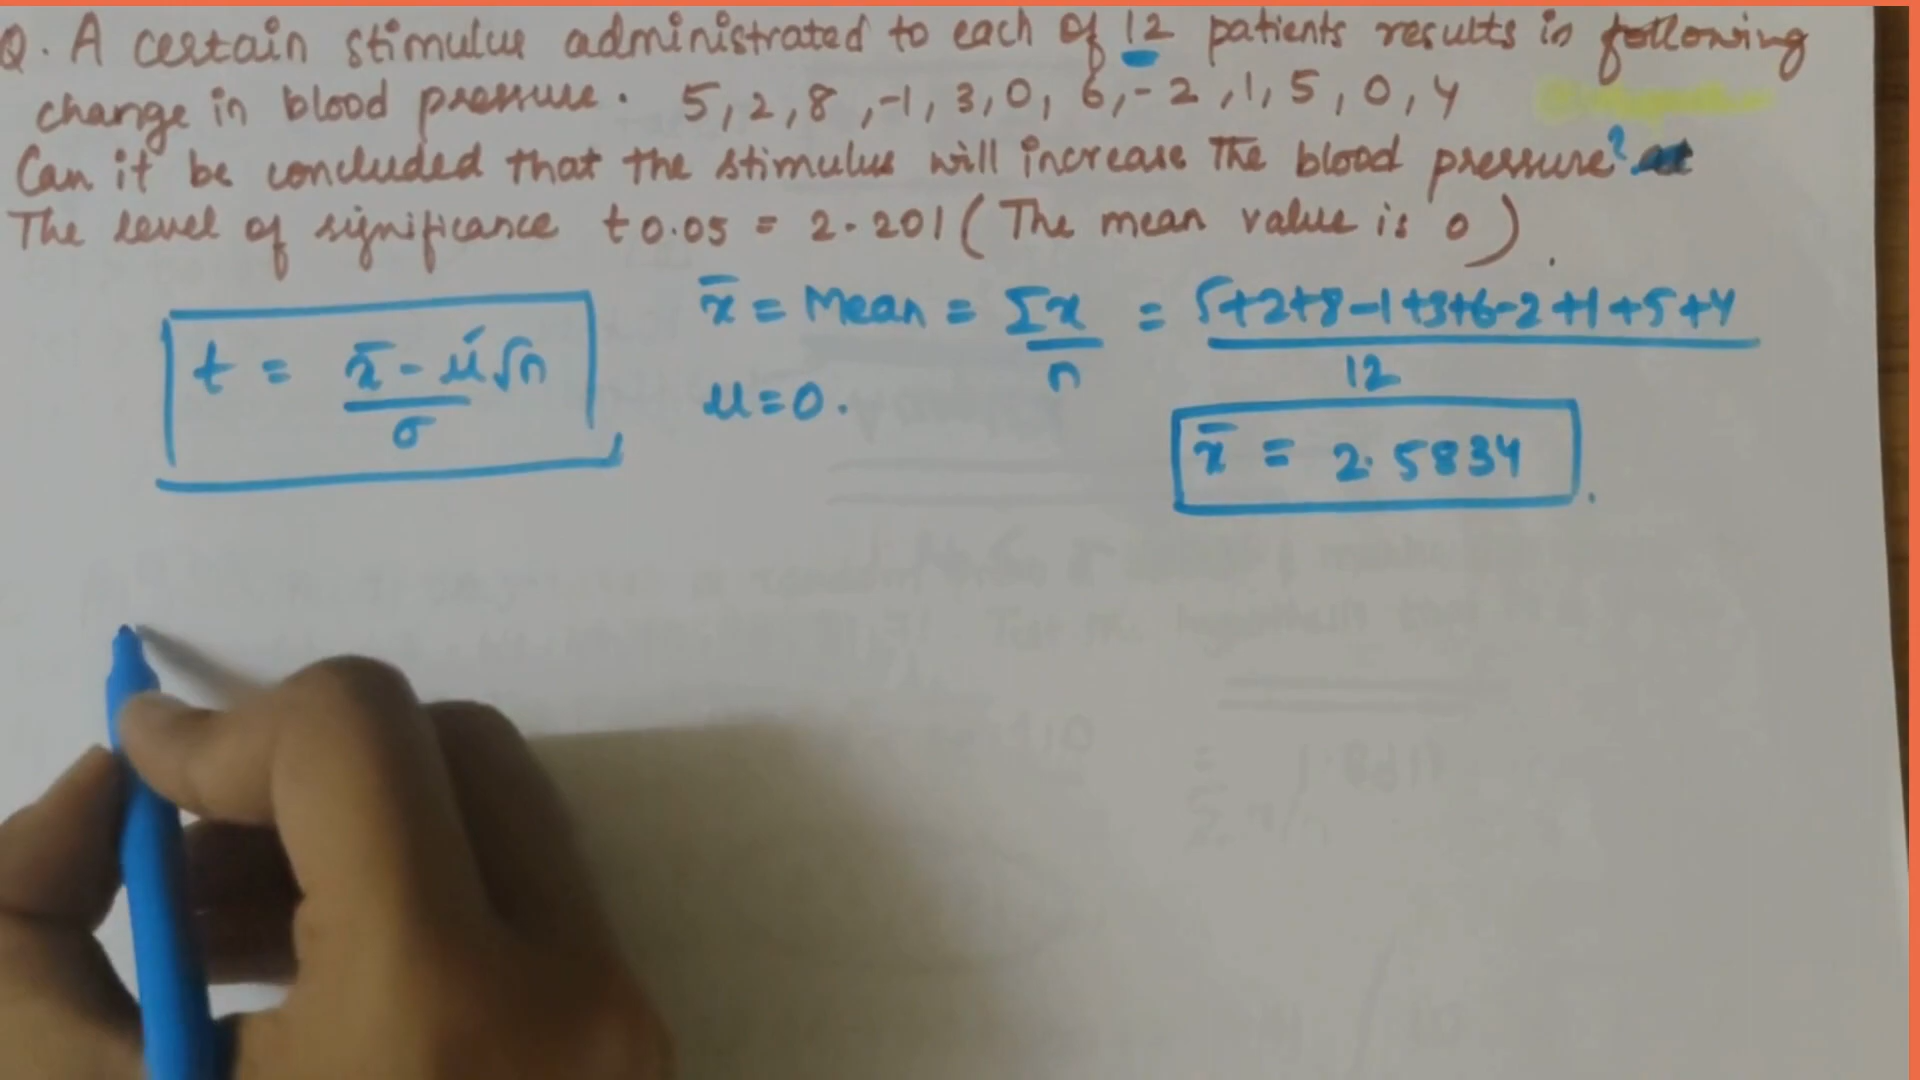 Q. A certain stimulus administrated to each of 12 patients results in following
change in blood pressure. 5, 2, 8, -1, 3, 0, 6, -2, 1, 5, 0, 4
Can it be concluded that the stimulus will increase the blood pressure?
The level of significance t0.05 = 2.201 (The mean value is 0).
t = x̄ - μ √n / σ
x̄ = Mean = Σx / n = 5+2+8-1+3+6-2+1+5+4 / 12
μ = 0.
x̄ = 2.5834